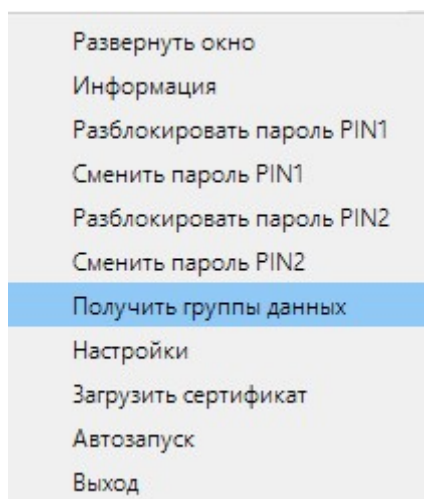 Развернуть окно
Информация
Разблокировать пароль PIN1
Сменить пароль PIN1
Разблокировать пароль PIN2
Сменить пароль PIN2
Получить группы данных
Настройки
Загрузить сертификат
Автозапуск
Выход